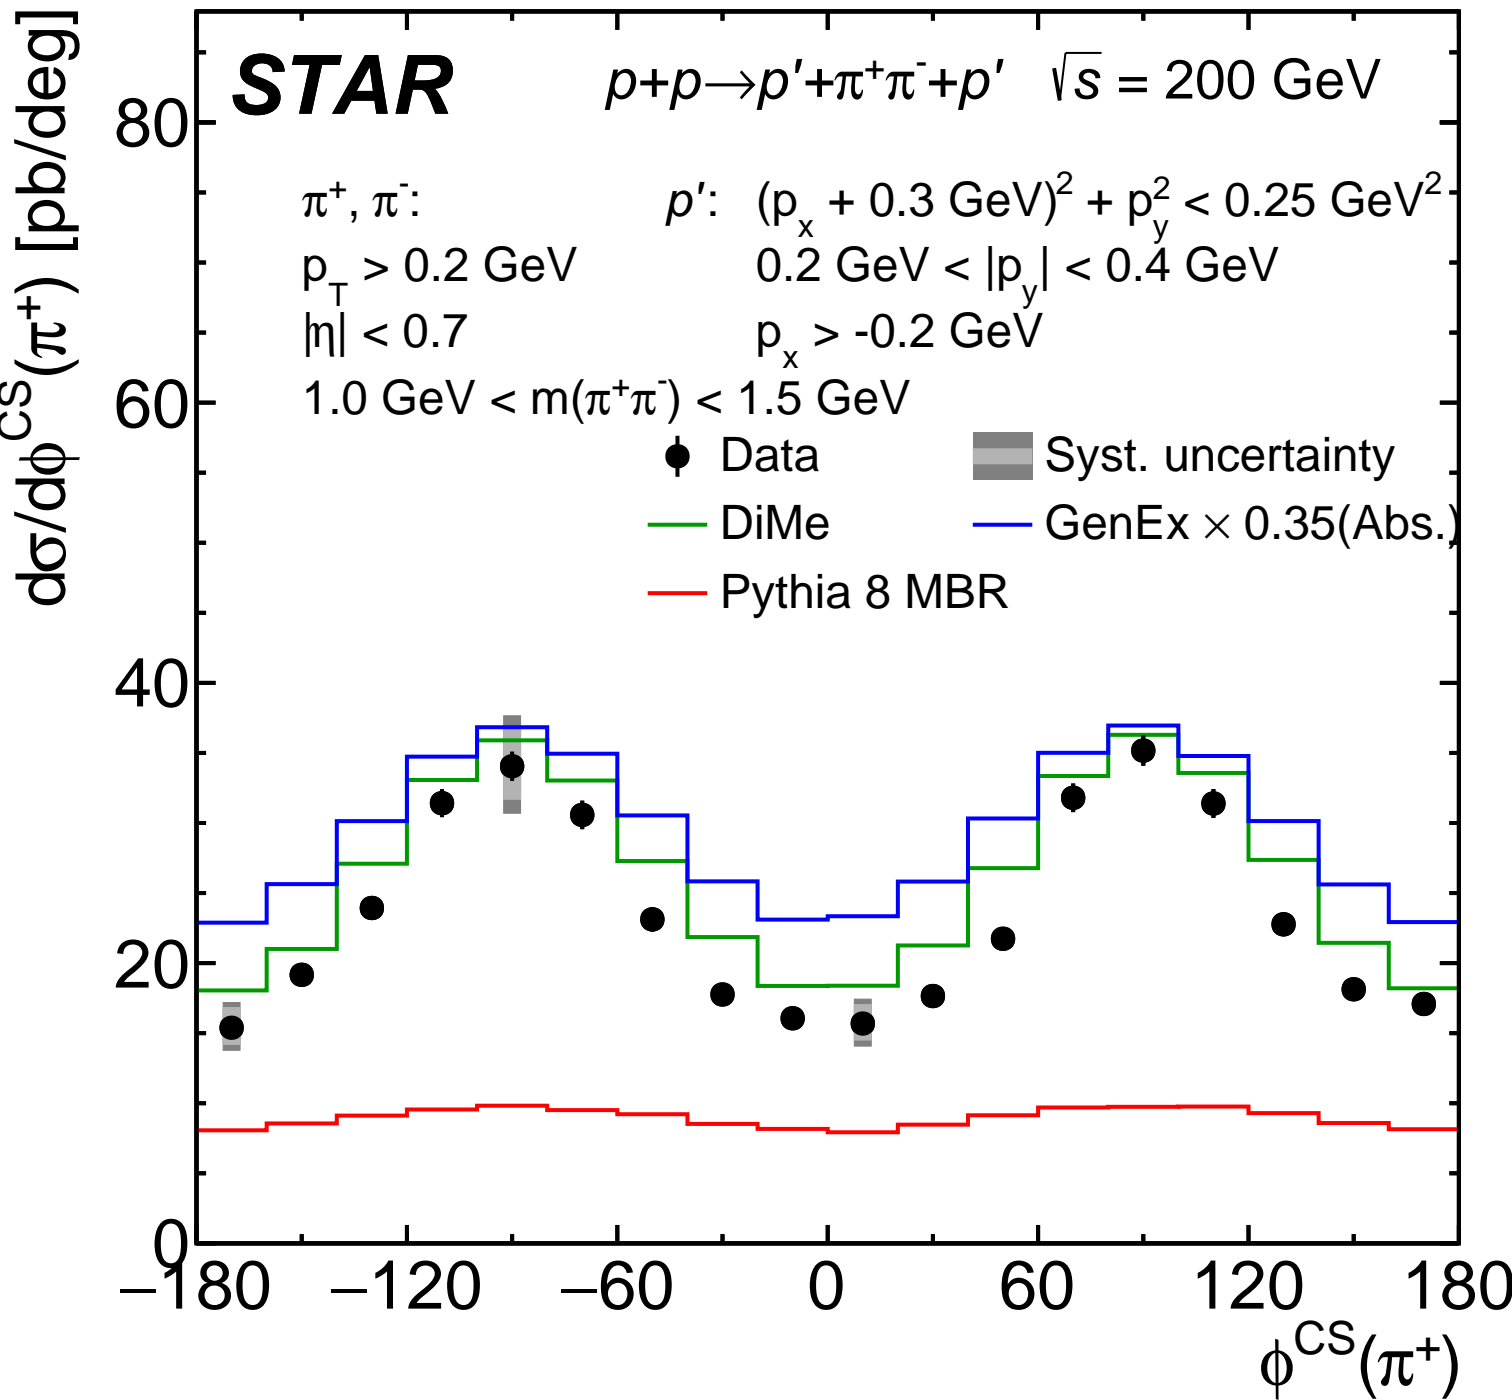 STAR p+p→p′+π⁺π⁻+p′ √s = 200 GeV
π⁺, π⁻: p′: (pₓ + 0.3 GeV)² + p_y² < 0.25 GeV²
p_T > 0.2 GeV 0.2 GeV < |p_y| < 0.4 GeV
|η| < 0.7 pₓ > -0.2 GeV
1.0 GeV < m(π⁺π⁻) < 1.5 GeV
Data Syst. uncertainty
DiMe GenEx × 0.35(Abs.)
Pythia 8 MBR
dσ/dφ^CS(π⁺) [pb/deg]
80
60
40
20
0
−180 −120 −60 0 60 120 180
φ^CS(π⁺)